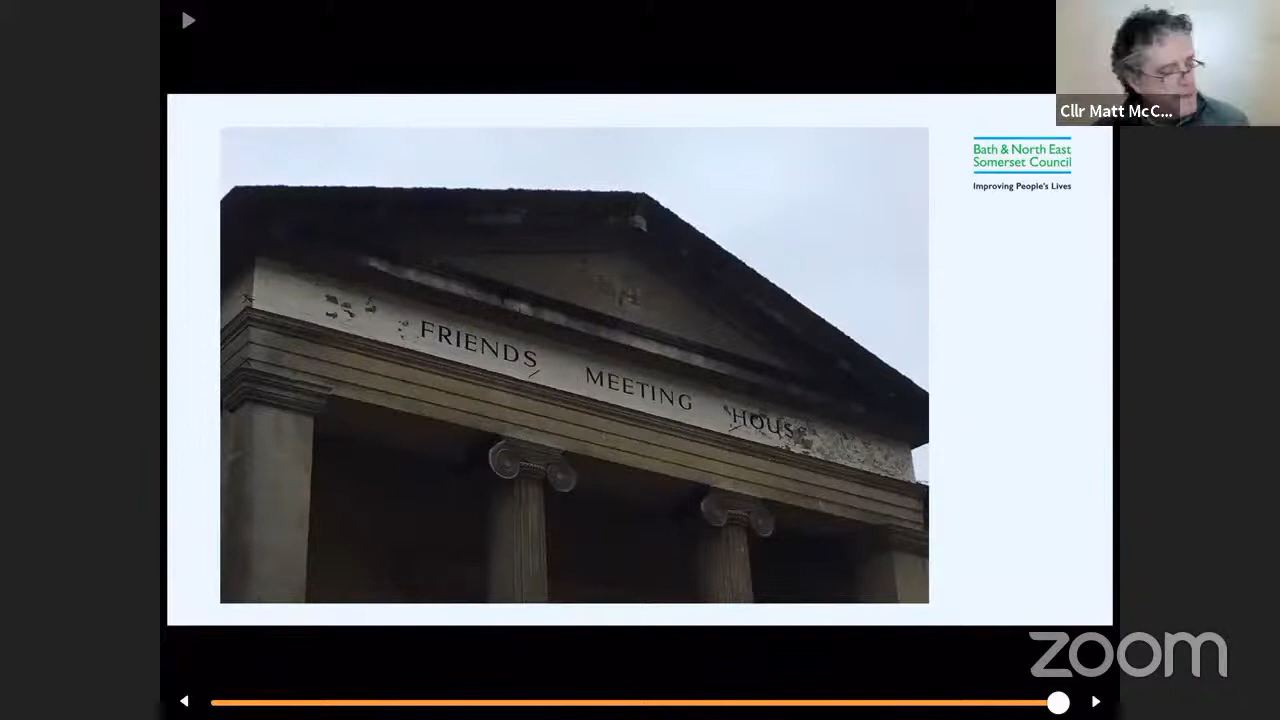 Cllr Matt McC...
Bath & North East
Somerset Council
Improving People's Lives
FRIENDS MEETING HOUSE
zoom